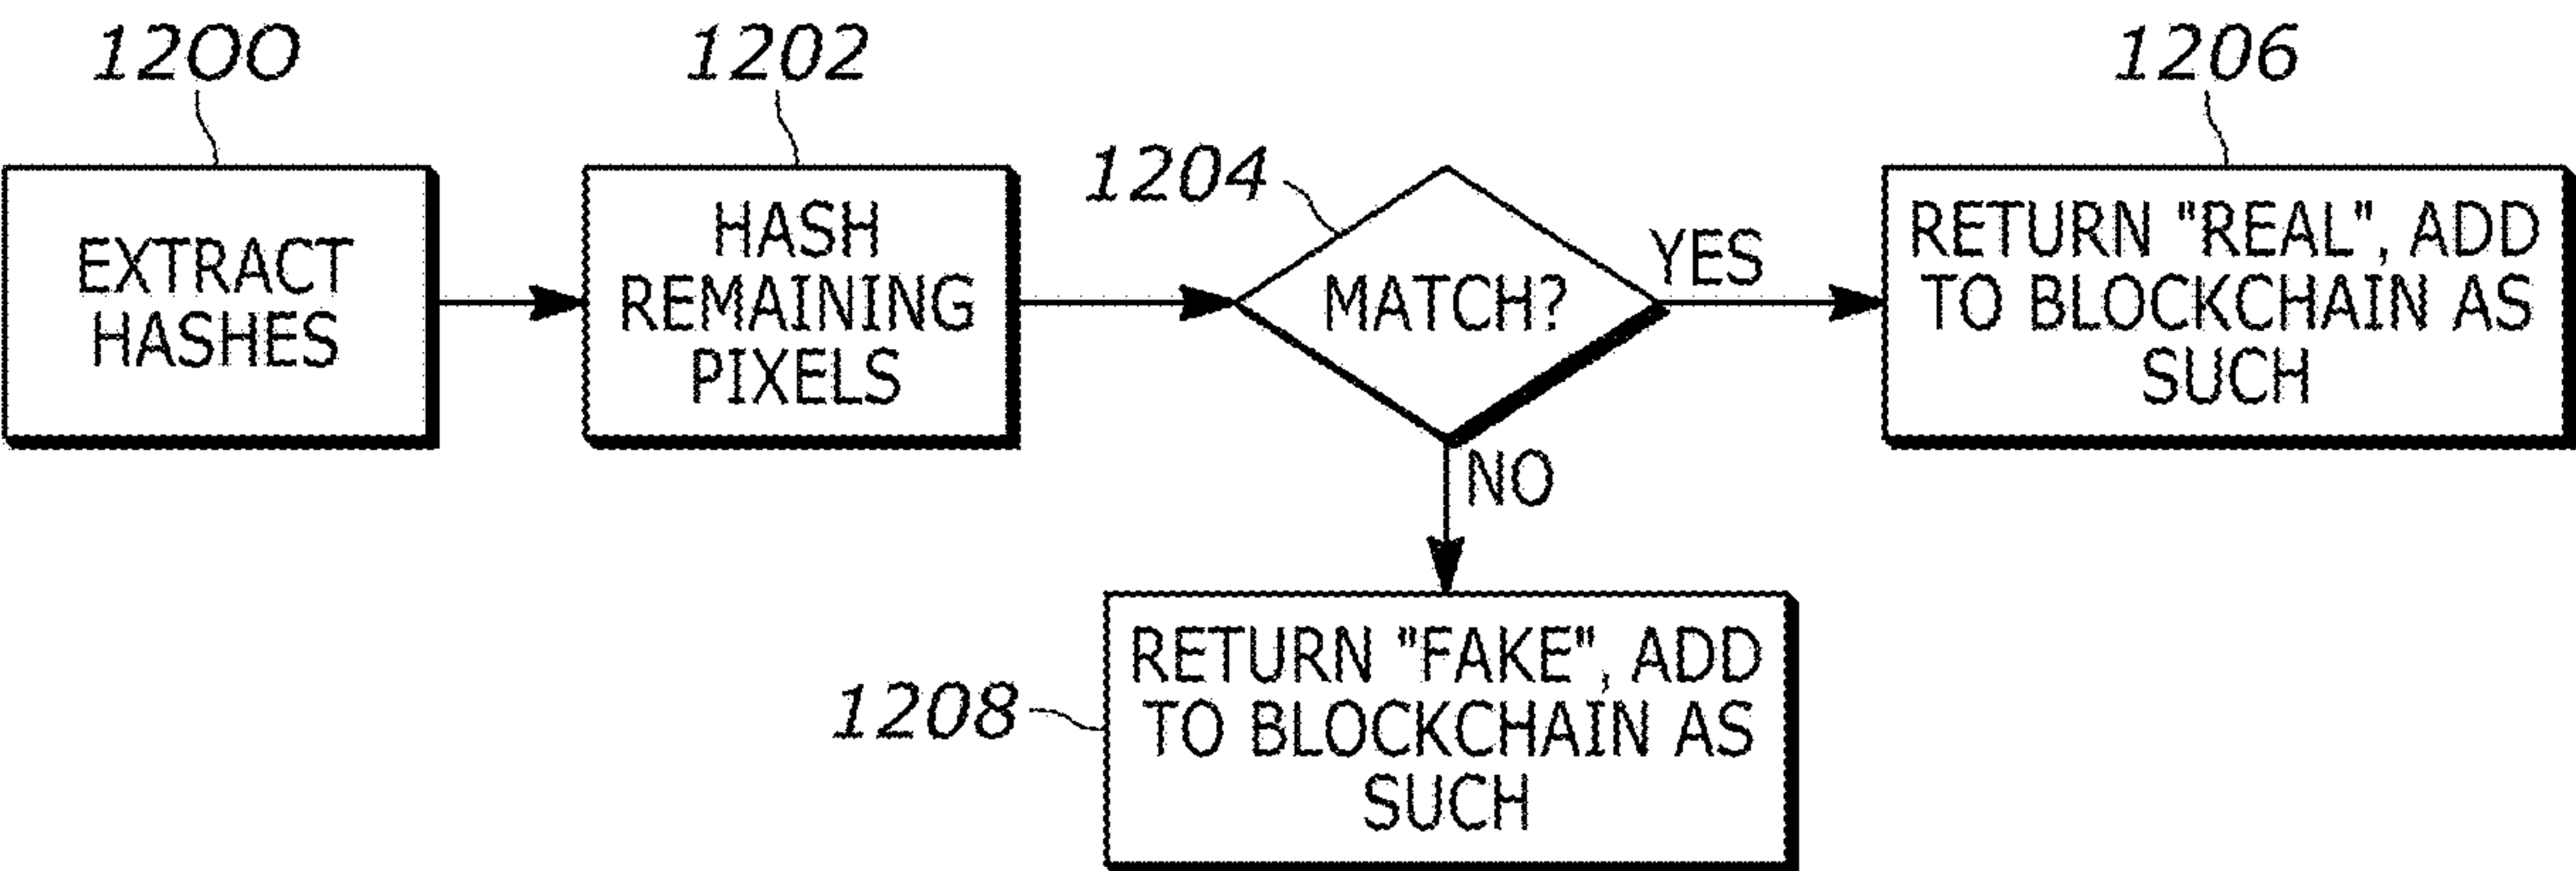 1200
1202
1206
1204
EXTRACT
HASHES
HASH
REMAINING
PIXELS
MATCH?
YES
RETURN "REAL", ADD
TO BLOCKCHAIN AS
SUCH
NO
1208
RETURN "FAKE", ADD
TO BLOCKCHAIN AS
SUCH